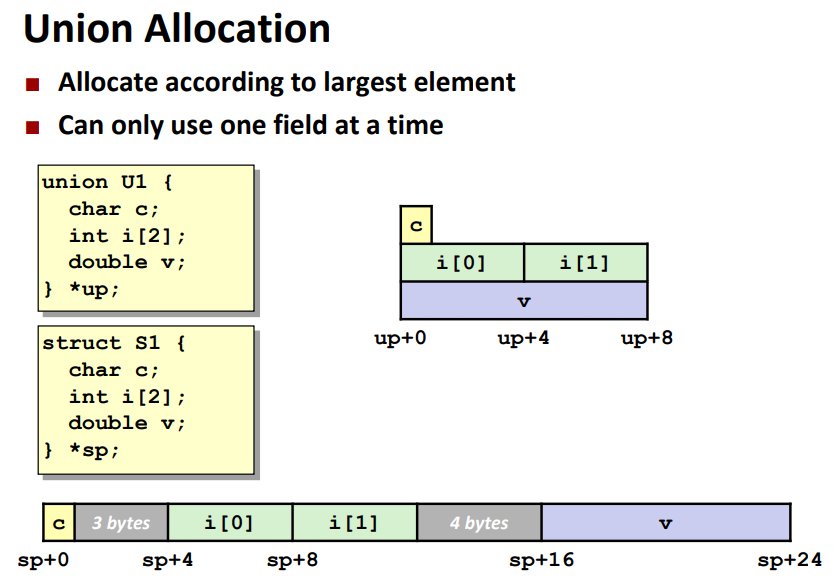 Union Allocation
Allocate according to largest element
Can only use one field at a time
union U1 {
  char c;
  int i[2];
  double v;
} *up;
c
i[0] i[1]
v
up+0 up+4 up+8
struct S1 {
  char c;
  int i[2];
  double v;
} *sp;
c 3 bytes i[0] i[1] 4 bytes v
sp+0 sp+4 sp+8 sp+16 sp+24